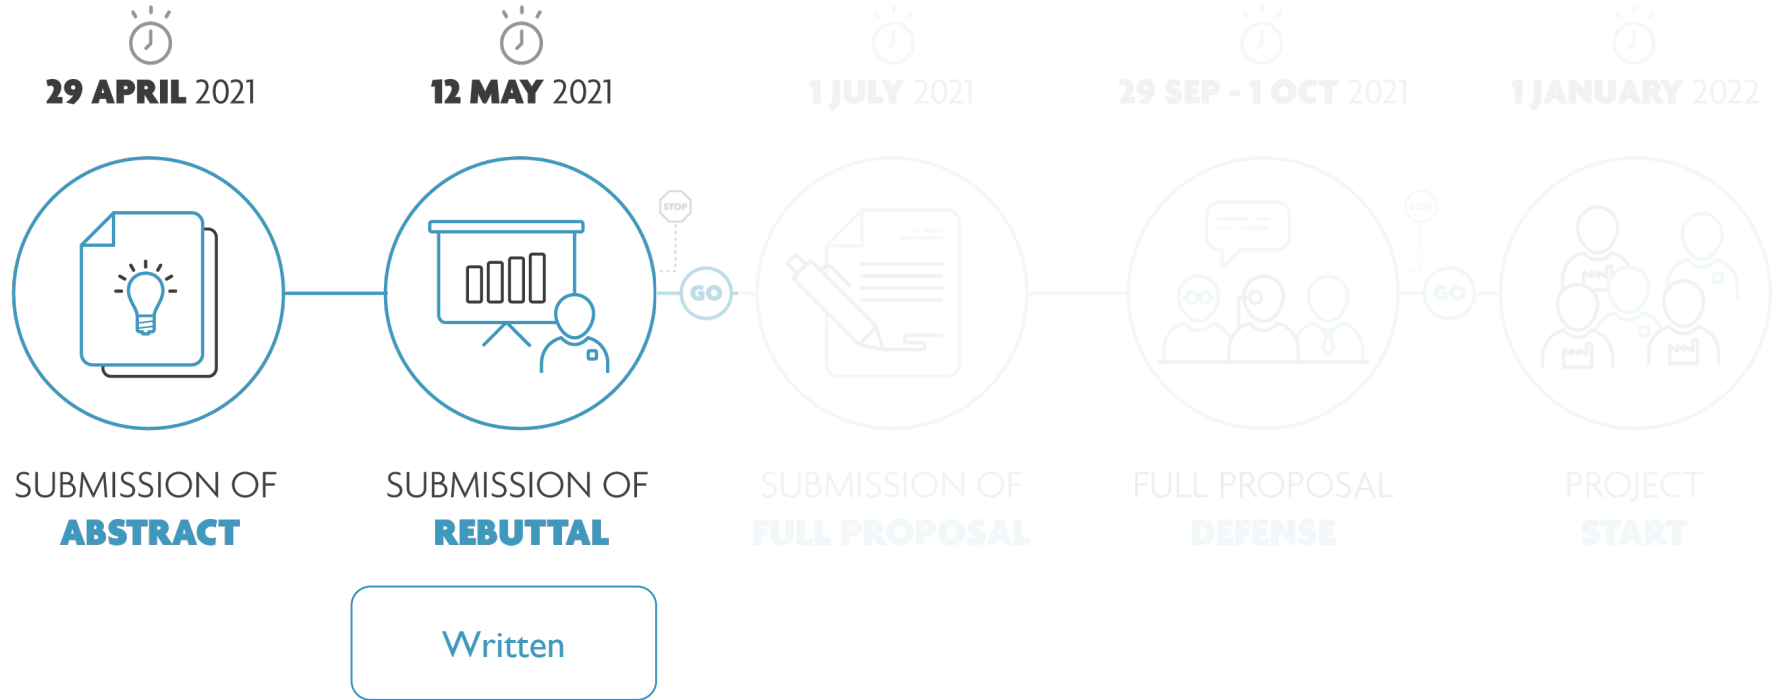 29 APRIL 2021
12 MAY 2021
1 JULY 2021
29 SEP - 1 OCT 2021
1 JANUARY 2022
STOP
GO
STOP
GO
SUBMISSION OF
ABSTRACT
SUBMISSION OF
REBUTTAL
SUBMISSION OF
FULL PROPOSAL
FULL PROPOSAL
DEFENSE
PROJECT
START
Written